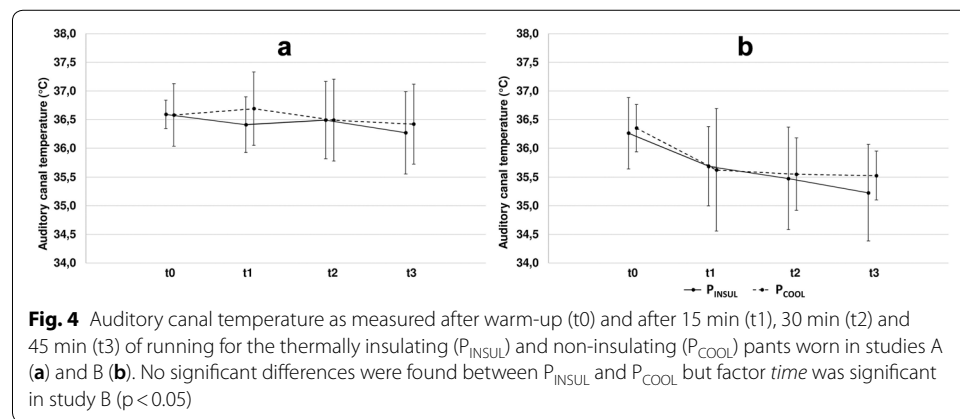 a
b
Auditory canal temperature (°C)
38,0
37,5
37,0
36,5
36,0
35,5
35,0
34,5
34,0
t0 t1 t2 t3
Auditory canal temperature (°C)
38,0
37,5
37,0
36,5
36,0
35,5
35,0
34,5
34,0
t0 t1 t2 t3
P_INSUL P_COOL
Fig. 4 Auditory canal temperature as measured after warm-up (t0) and after 15 min (t1), 30 min (t2) and
45 min (t3) of running for the thermally insulating (P_INSUL) and non-insulating (P_COOL) pants worn in studies A
(a) and B (b). No significant differences were found between P_INSUL and P_COOL but factor time was significant
in study B (p < 0.05)